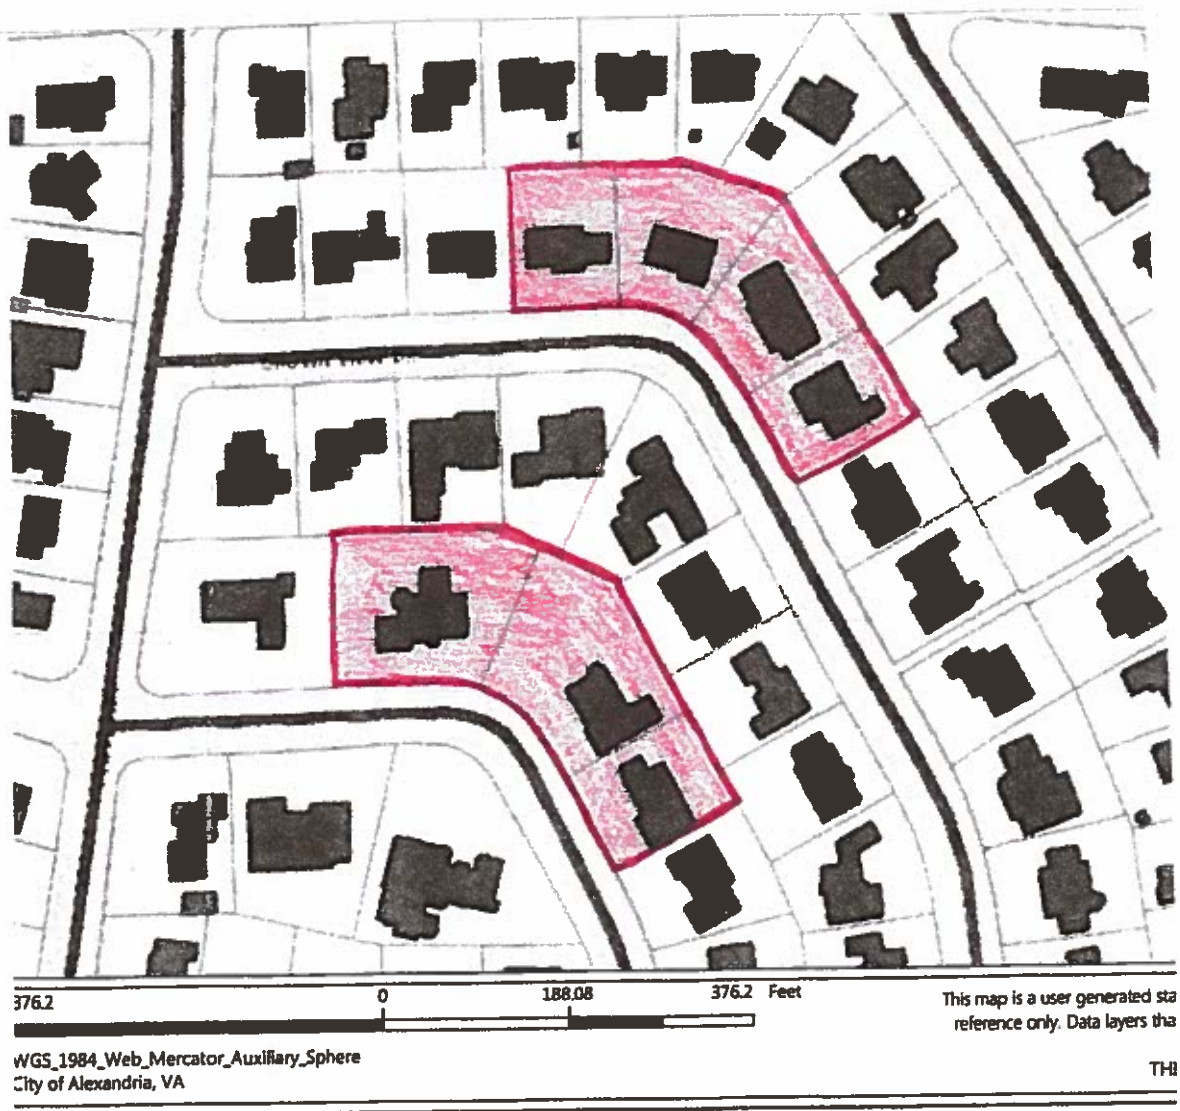 376.2
0
188.08
376.2 Feet
This map is a user generated sta
reference only. Data layers tha
WGS_1984_Web_Mercator_Auxiliary_Sphere
City of Alexandria, VA
THE